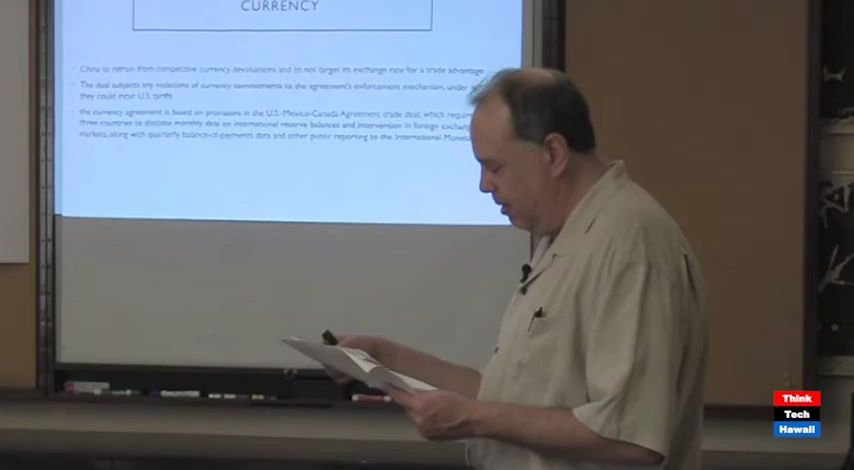 CURRENCY
China to refrain from competitive currency devaluations and to not target its exchange rate for a trade advantage
The deal subjects any violations of currency commitments to the agreement's enforcement mechanism, under
they could incur U.S. tariffs
the currency agreement is based on provisions in the U.S.-Mexico-Canada Agreement trade deal, which
three countries to disclose monthly data on international reserve balances and intervention in foreign
markets, along with quarterly balance-of-payments data and other public reporting to the International
Think
Tech
Hawaii